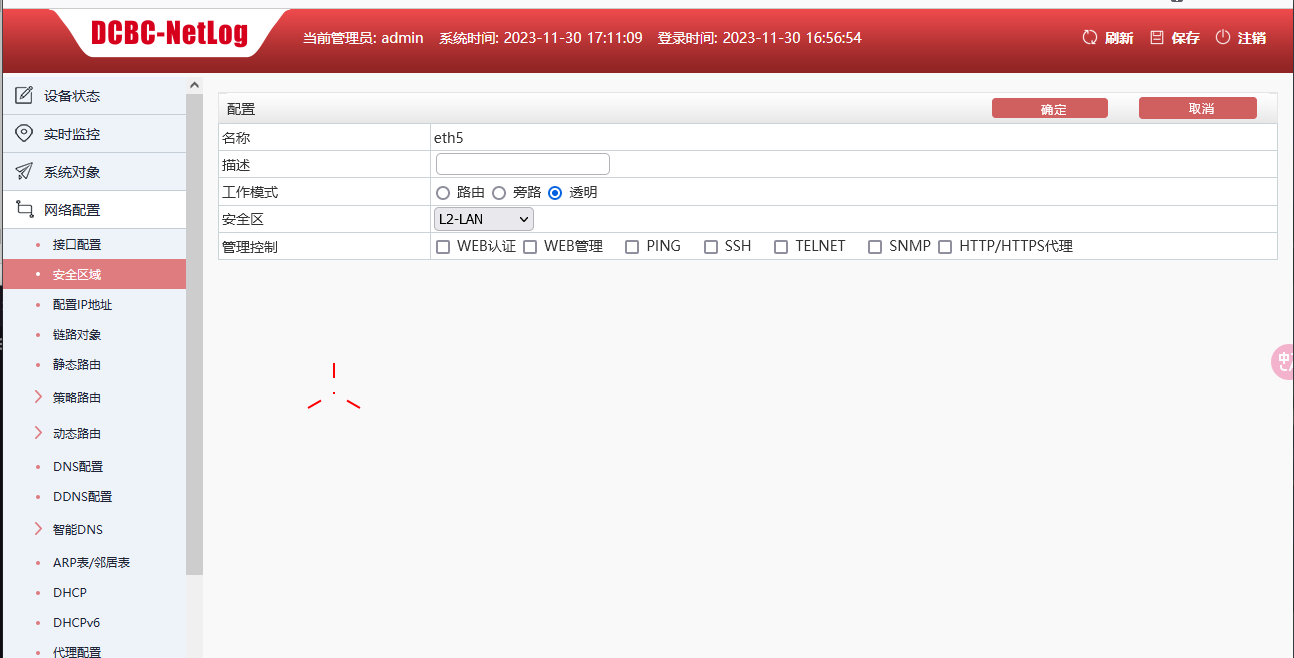 DCBC-NetLog
当前管理员: admin 系统时间: 2023-11-30 17:11:09 登录时间: 2023-11-30 16:56:54
刷新 保存 注销
设备状态
实时监控
系统对象
网络配置
接口配置
安全区域
配置IP地址
链路对象
静态路由
策略路由
动态路由
DNS配置
DDNS配置
智能DNS
ARP表/邻居表
DHCP
DHCPv6
代理配置
配置 确定 取消
名称 eth5
描述
工作模式 路由 旁路 透明
安全区 L2-LAN
管理控制 WEB认证 WEB管理 PING SSH TELNET SNMP HTTP/HTTPS代理
中